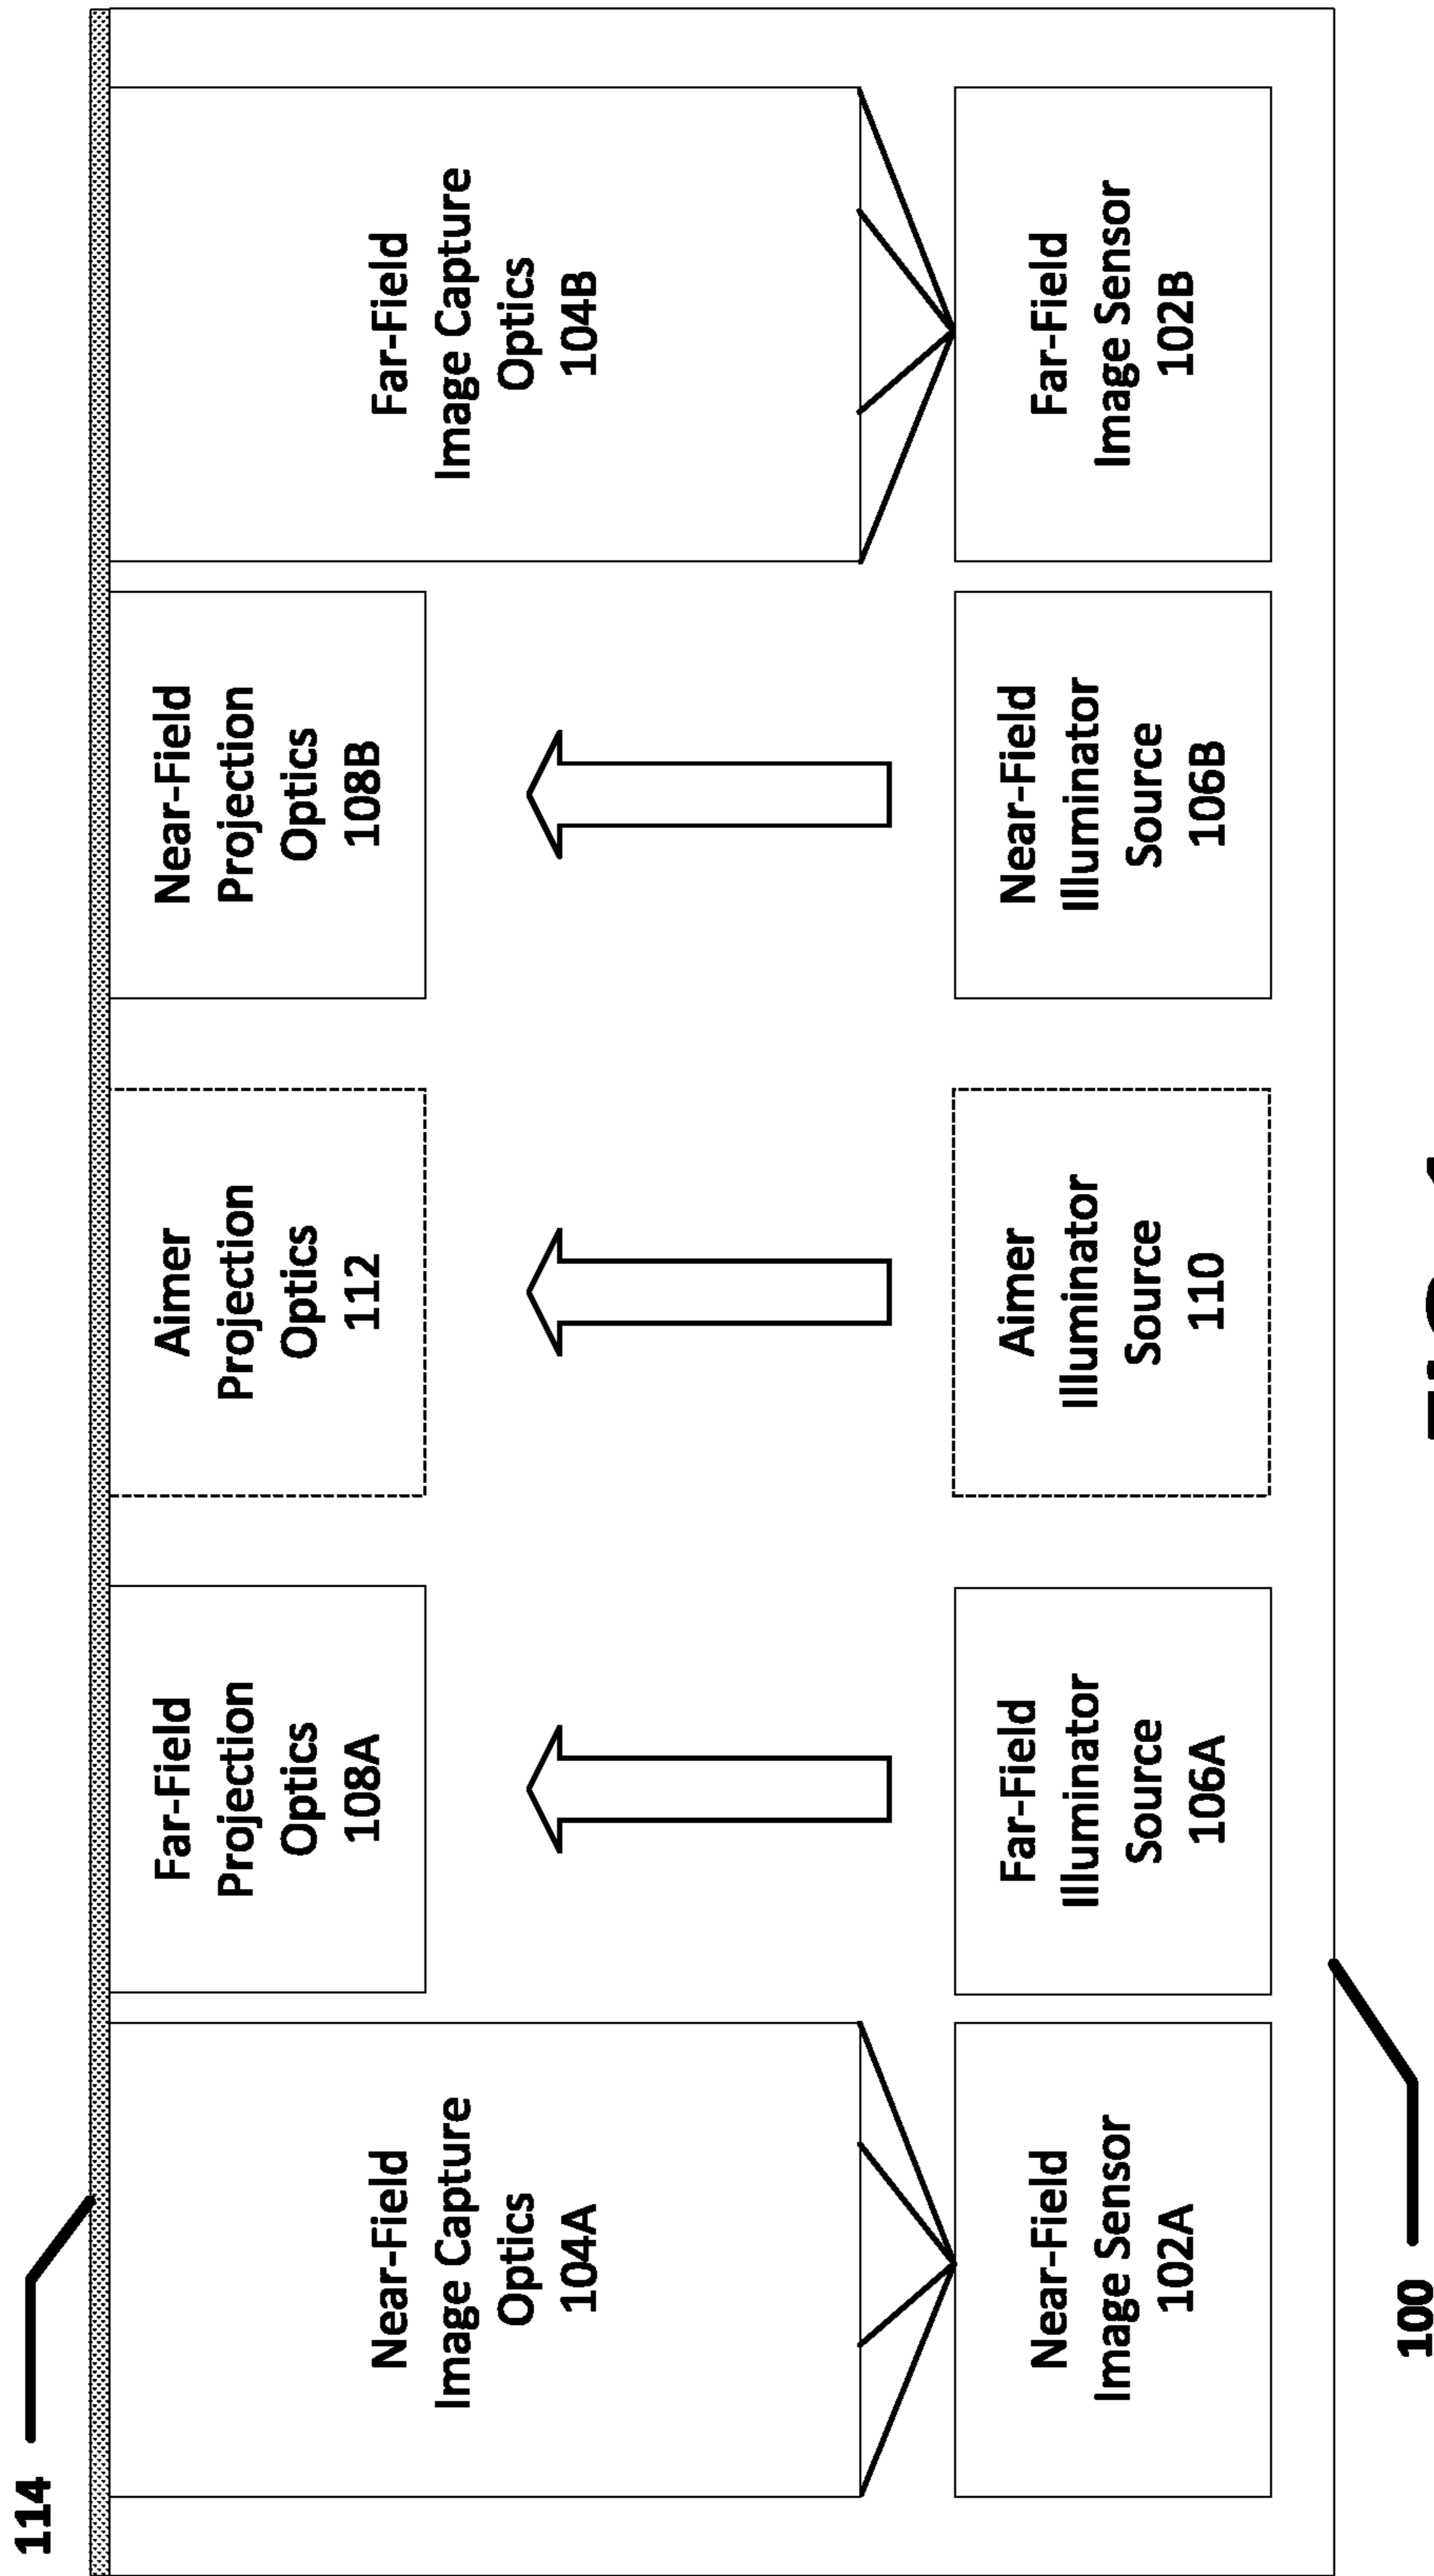 114
Near-Field
Image Capture
Optics
104A
Far-Field
Projection
Optics
108A
Aimer
Projection
Optics
112
Near-Field
Projection
Optics
108B
Far-Field
Image Capture
Optics
104B
Near-Field
Image Sensor
102A
Far-Field
Illuminator
Source
106A
Aimer
Illuminator
Source
110
Near-Field
Illuminator
Source
106B
Far-Field
Image Sensor
102B
100